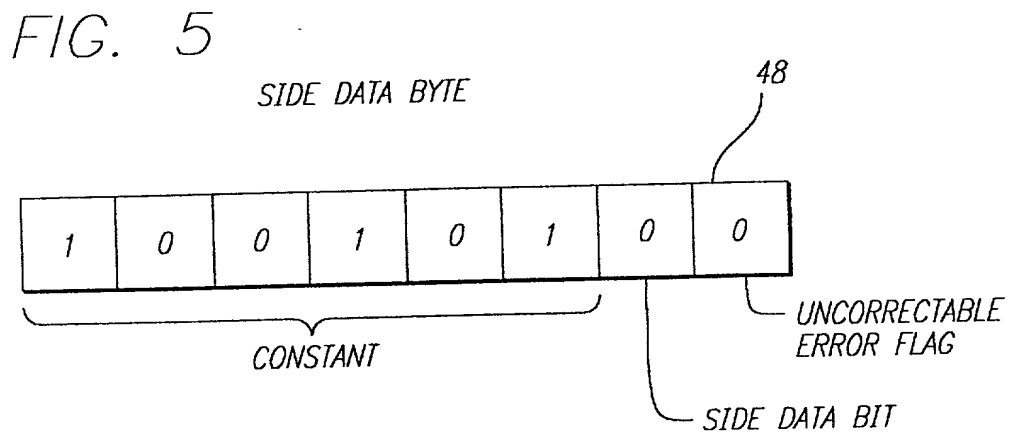 FIG. 5
SIDE DATA BYTE
48
1 0 0 1 0 1 0 0
CONSTANT
UNCORRECTABLE
ERROR FLAG
SIDE DATA BIT